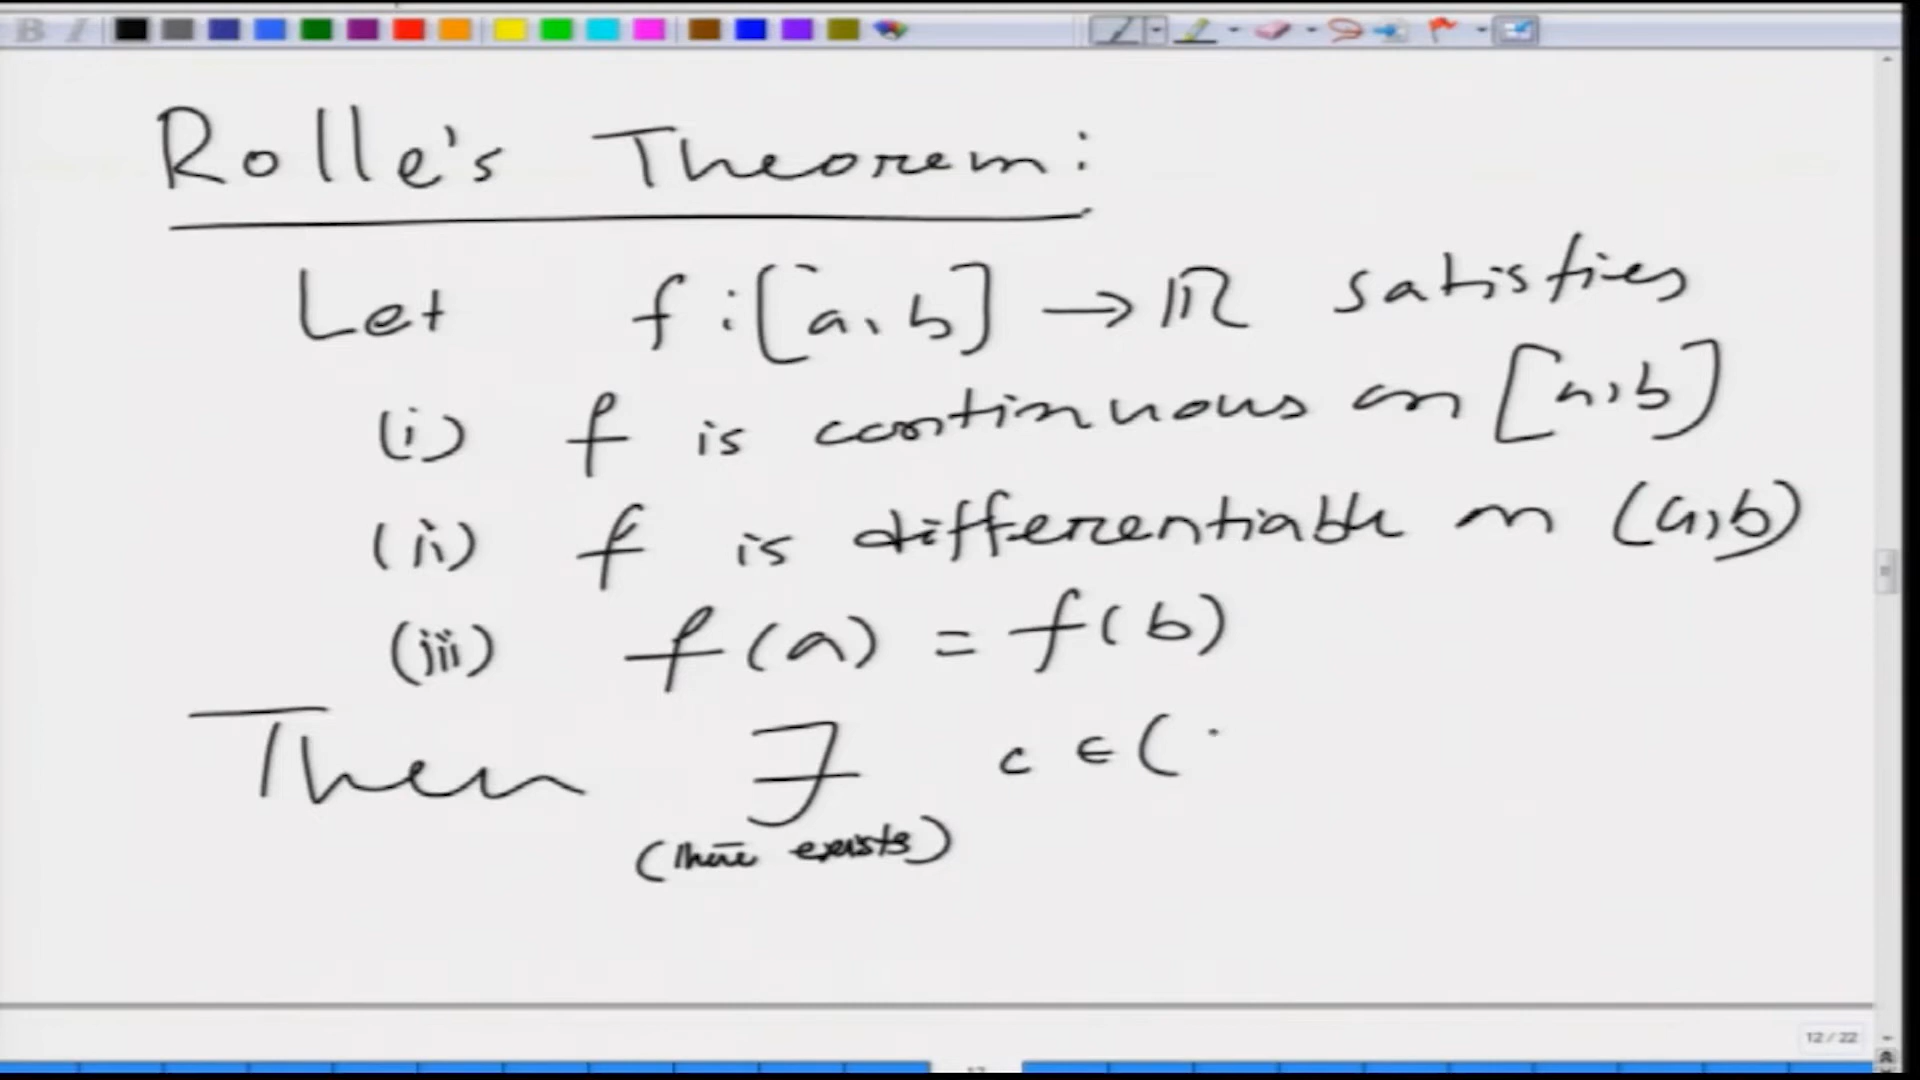 B I
Rolle's Theorem:
Let f:[a,b] → ℝ satisfies
(i) f is continuous on [a,b]
(ii) f is differentiable on (a,b)
(iii) f(a) = f(b)
Then ∃ c ∈ (
(there exists)
12 / 22